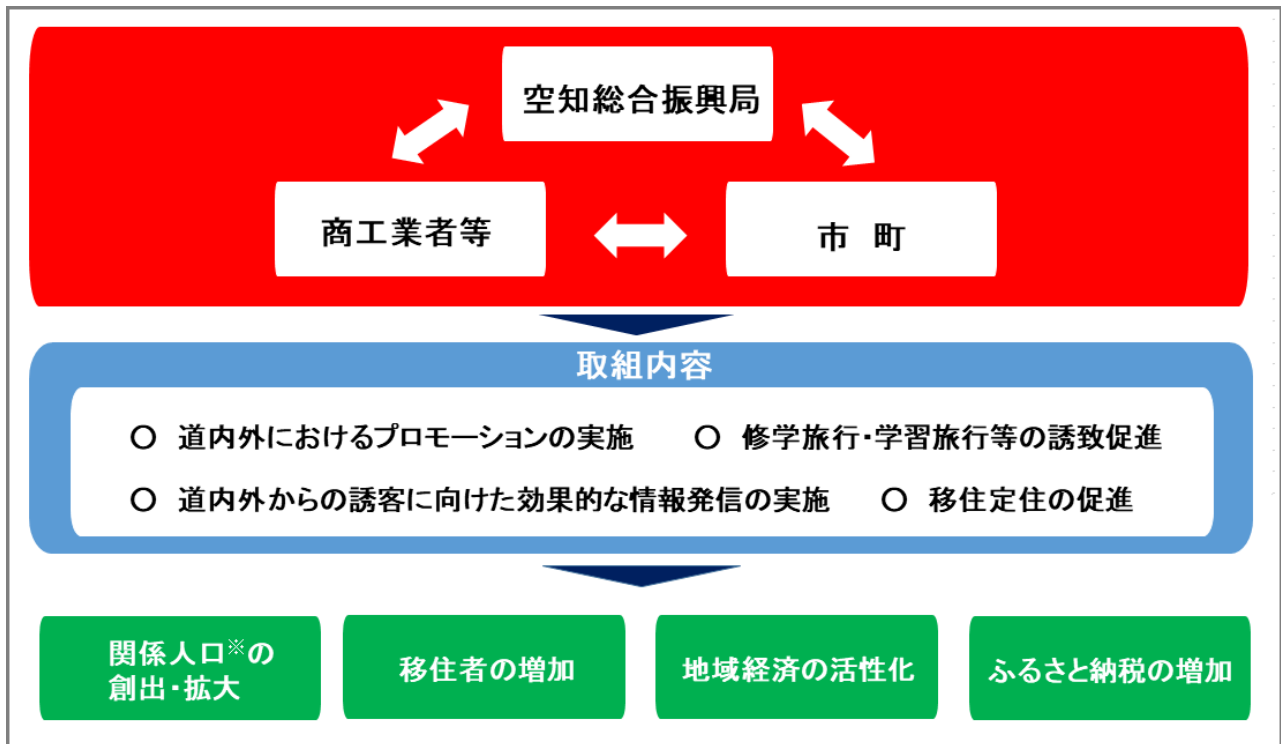 空知総合振興局
商工業者等
市 町
取組内容
○ 道内外におけるプロモーションの実施 ○ 修学旅行・学習旅行等の誘致促進
○ 道内外からの誘客に向けた効果的な情報発信の実施 ○ 移住定住の促進
関係人口※の
創出・拡大
移住者の増加
地域経済の活性化
ふるさと納税の増加